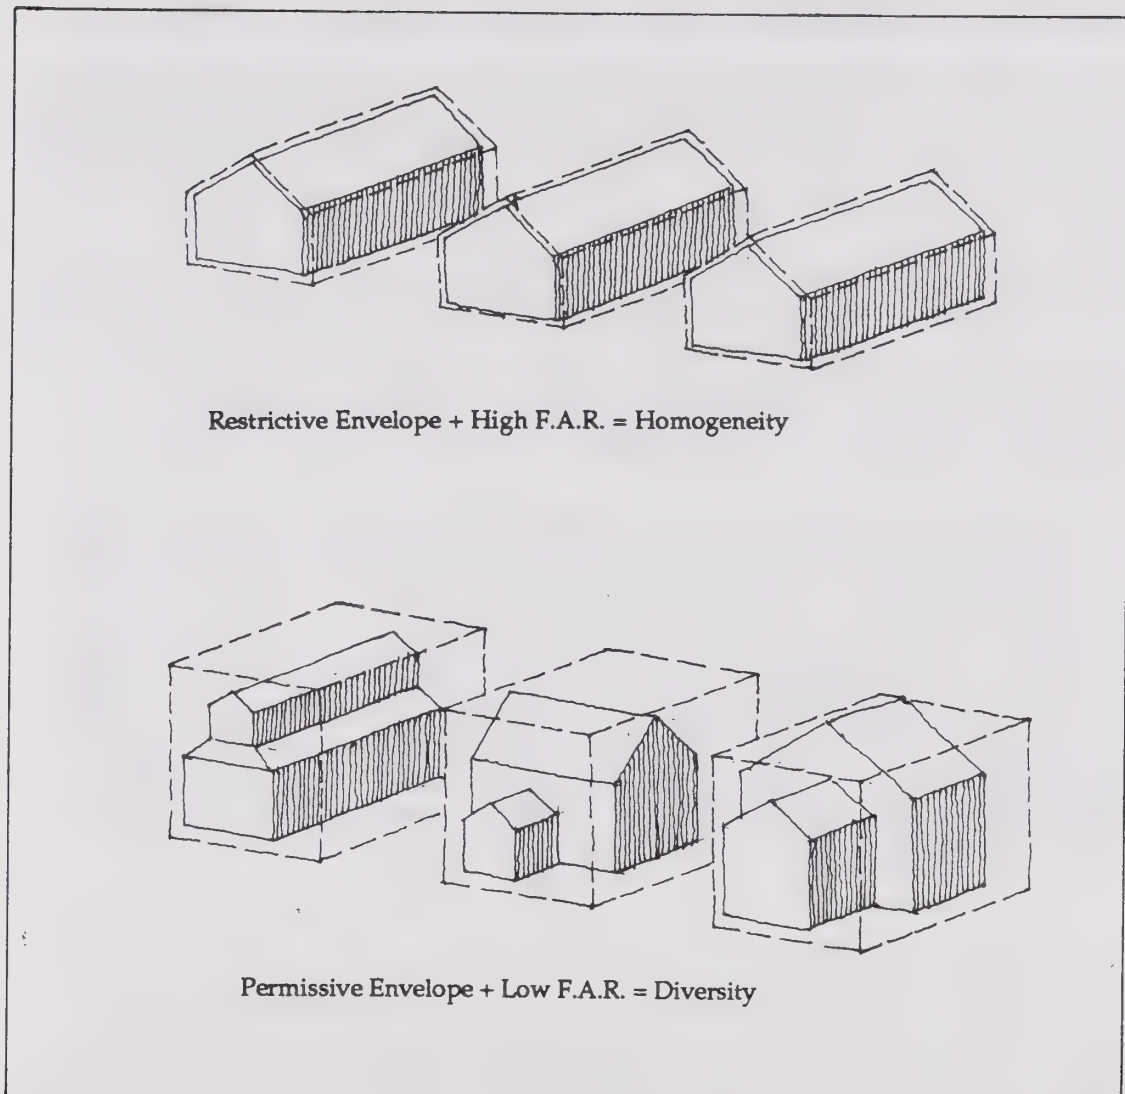 Restrictive Envelope + High F.A.R. = Homogeneity
Permissive Envelope + Low F.A.R. = Diversity